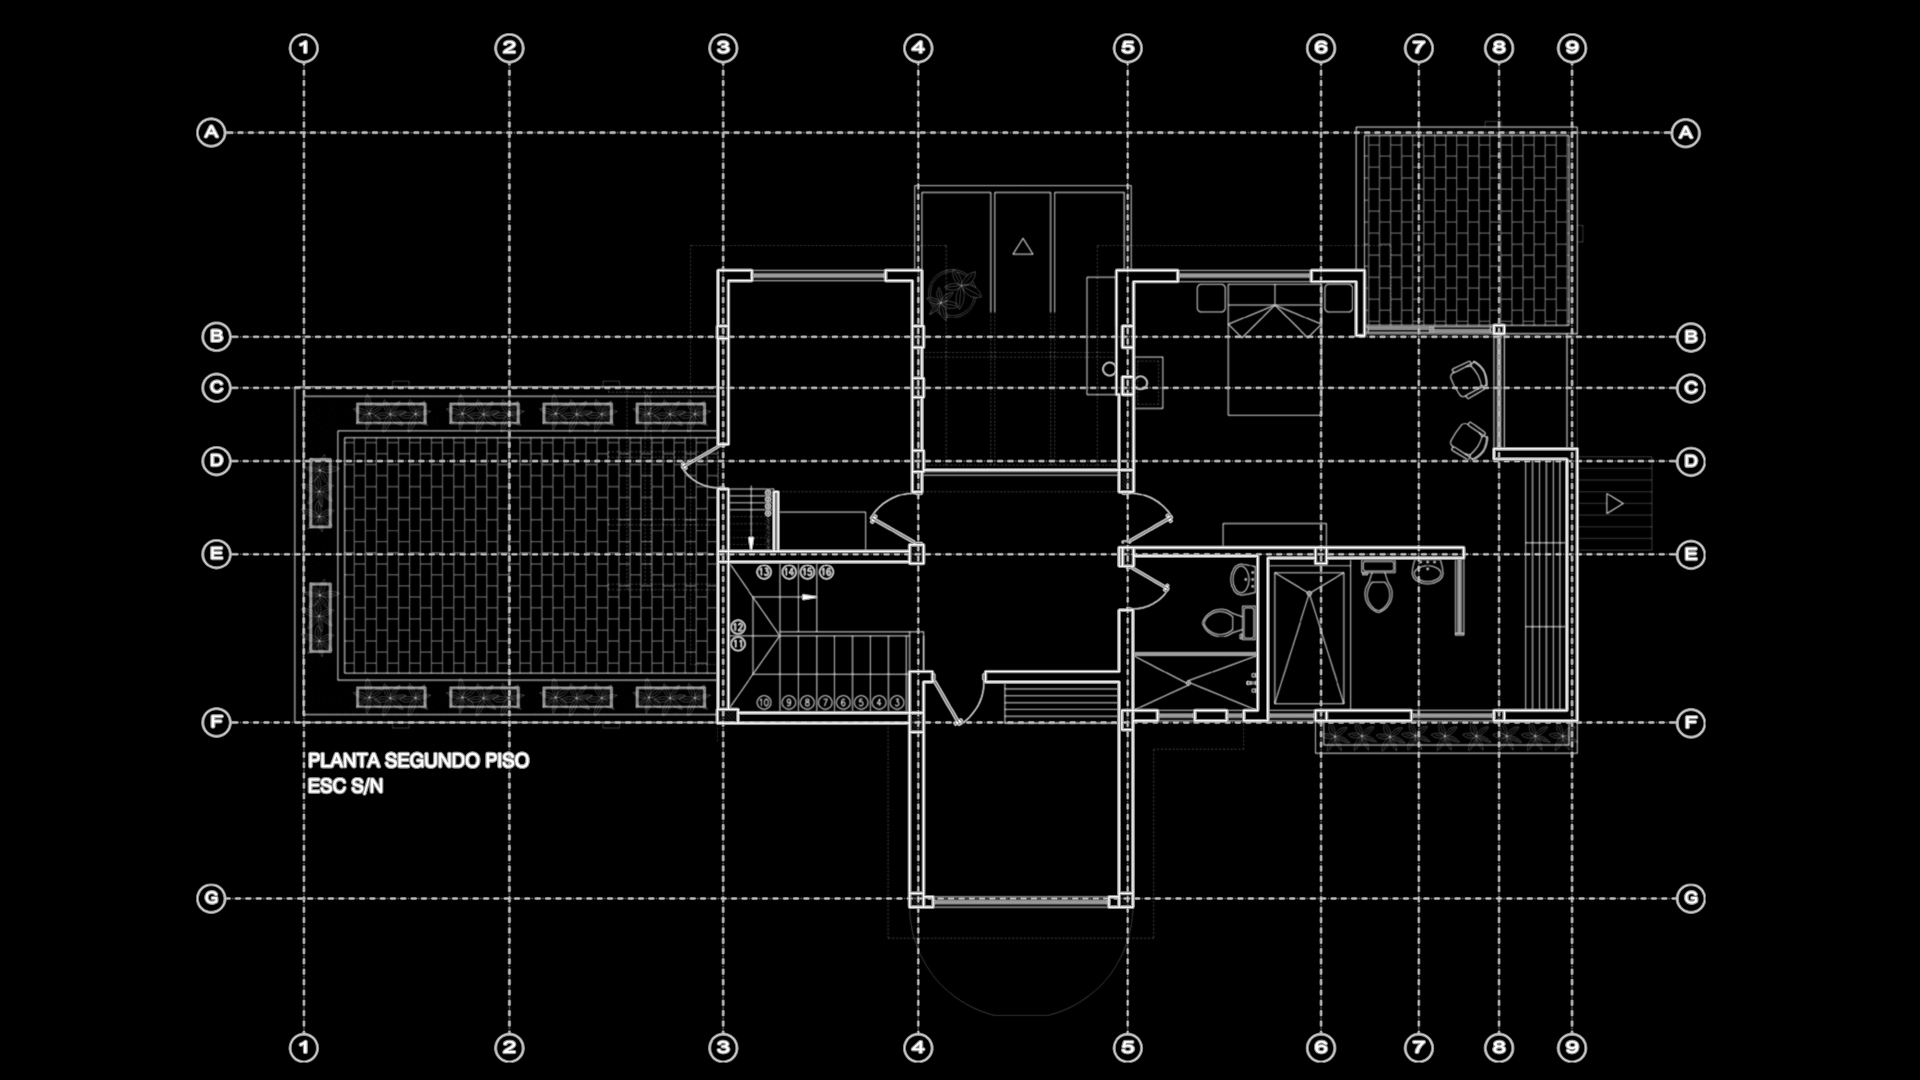 1 2 3 4 5 6 7 8 9
A A
B B
C C
D D
E E
13 14 15 16
12
11
10 9 8 7 6 5 4 3
F F
PLANTA SEGUNDO PISO
ESC S/N
G G
1 2 3 4 5 6 7 8 9